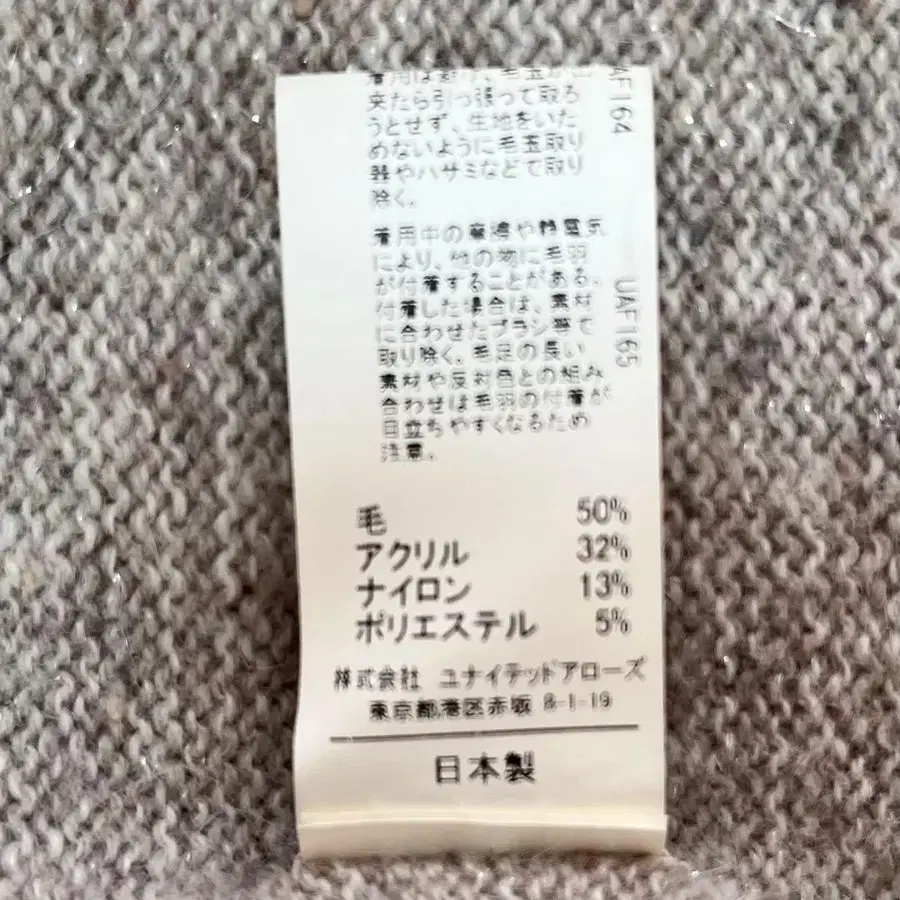 着用は避け、毛玉が出
来たら引っ張って取ろ
うとせず、生地をいた
めないように毛玉取り
器やハサミなどで取り
除く。
着用中の摩擦や静電気
により、他の物に毛羽
が付着することがある。
付着した場合は、素材
に合わせたブラシ等で
取り除く。毛足の長い
素材や反対色との組み
合わせは毛羽の付着が
目立ちやすくなるため
注意。
AF164
UAF165
毛 50%
アクリル 32%
ナイロン 13%
ポリエステル 5%
株式会社 ユナイテッドアローズ
東京都港区赤坂 8-1-19
日本製